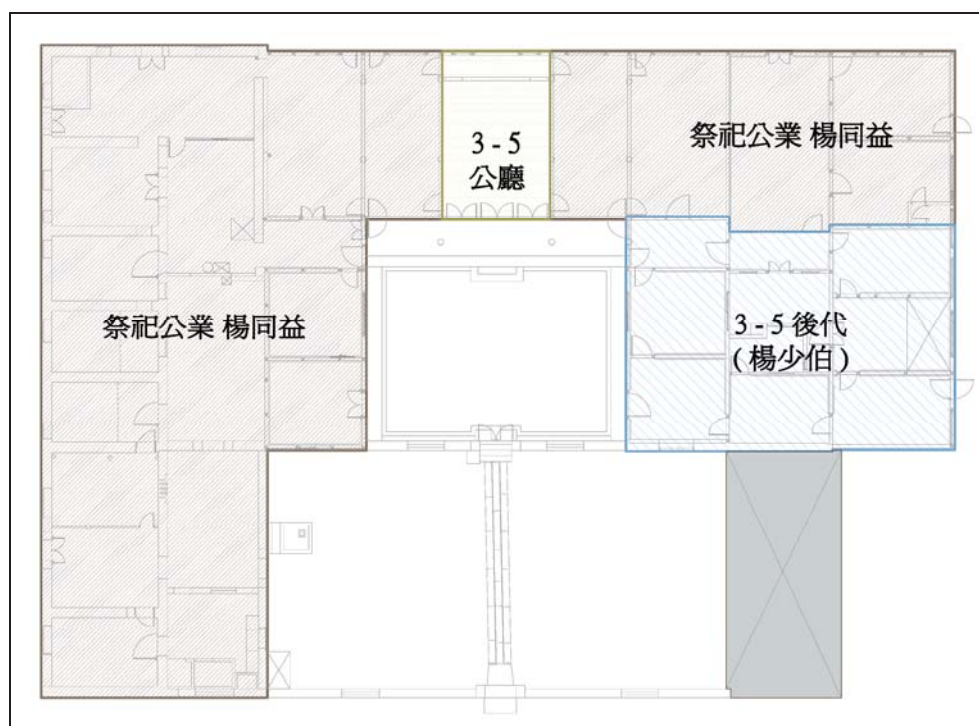 3 - 5
公廳
祭祀公業 楊同益
祭祀公業 楊同益
3 - 5 後代
( 楊少伯 )